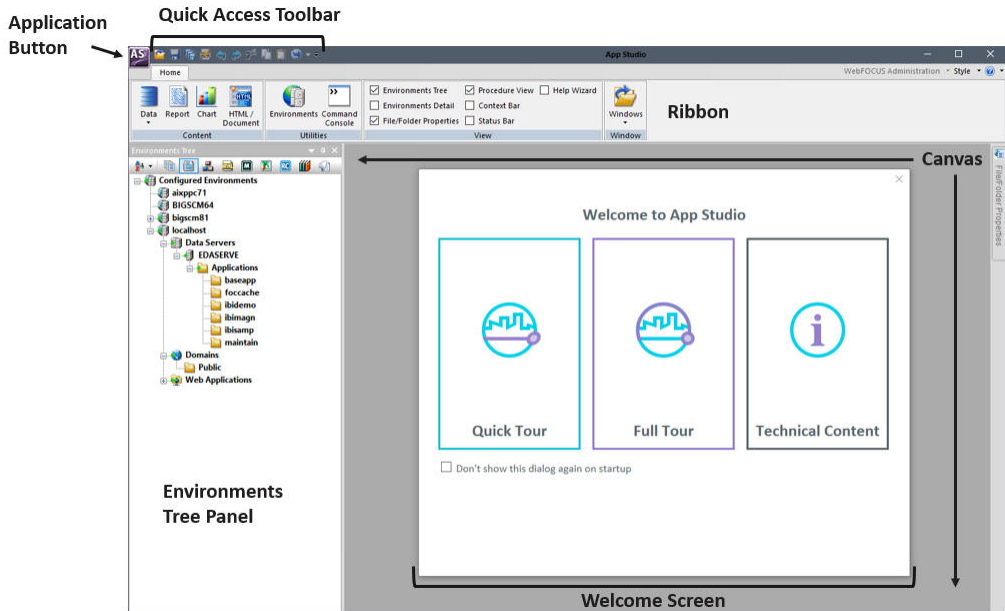 Quick Access Toolbar
Application
Button
AS
App Studio
Home
WebFOCUS Administration
Style
Data
Report
Chart
HTML /
Document
Content
Environments
Command
Console
Utilities
Environments Tree
Procedure View
Help Wizard
Environments Detail
Context Bar
File/Folder Properties
Status Bar
View
Windows
Window
Ribbon
Environments Tree
Canvas
File/Folder Properties
Configured Environments
aixppc71
BIGSCM64
bigscm81
localhost
Data Servers
EDASERVE
Applications
baseapp
foccache
ibidemo
ibimagn
ibisamp
maintain
Domains
Public
Web Applications
Environments
Tree Panel
Welcome to App Studio
Quick Tour
Full Tour
Technical Content
Don't show this dialog again on startup
Welcome Screen